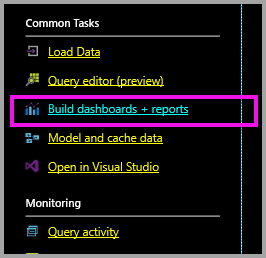 Common Tasks
Load Data
Query editor (preview)
Build dashboards + reports
Model and cache data
Open in Visual Studio
Monitoring
Query activity